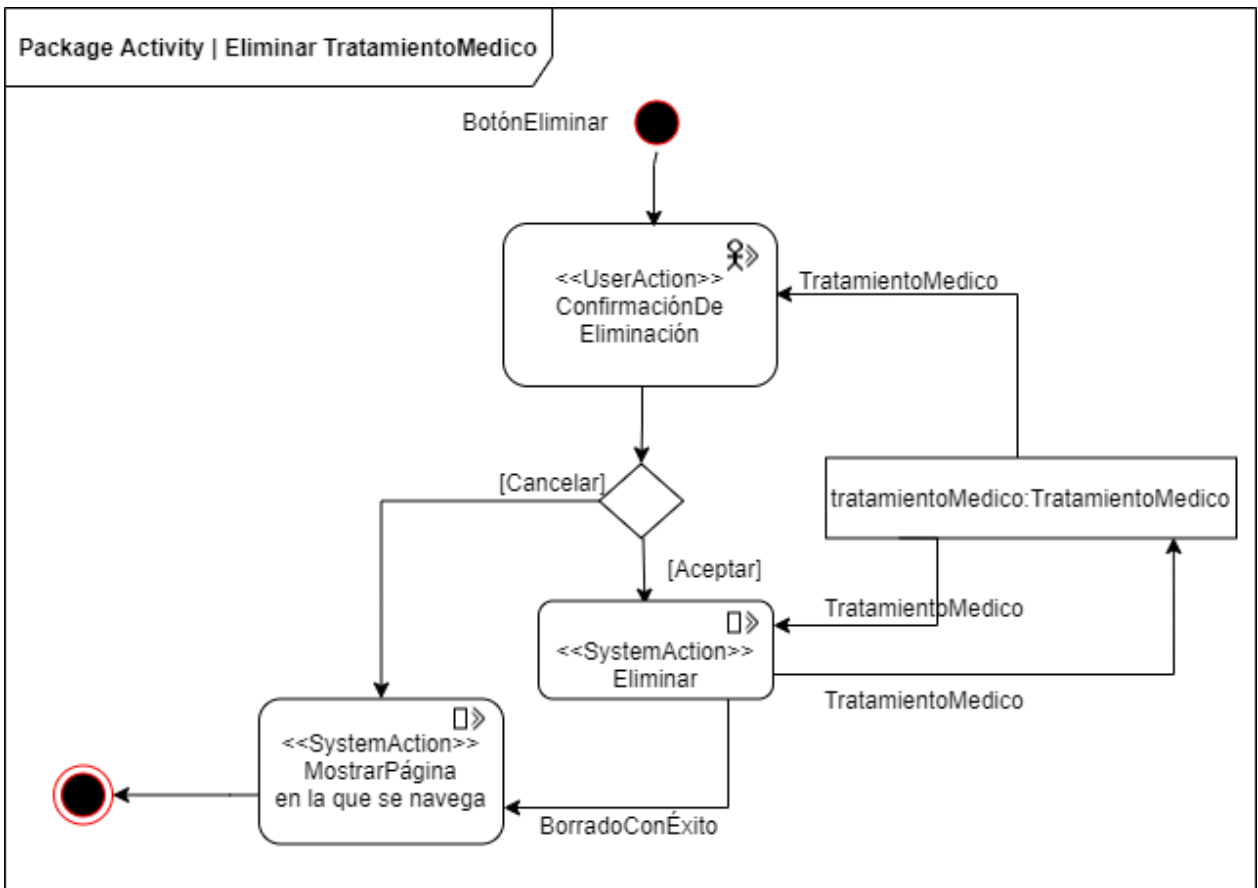 Package Activity | Eliminar TratamientoMedico
BotónEliminar
<<UserAction>>
ConfirmaciónDe
Eliminación
TratamientoMedico
[Cancelar]
tratamientoMedico:TratamientoMedico
[Aceptar]
TratamientoMedico
<<SystemAction>>
Eliminar
TratamientoMedico
<<SystemAction>>
MostrarPágina
en la que se navega
BorradoConÉxito